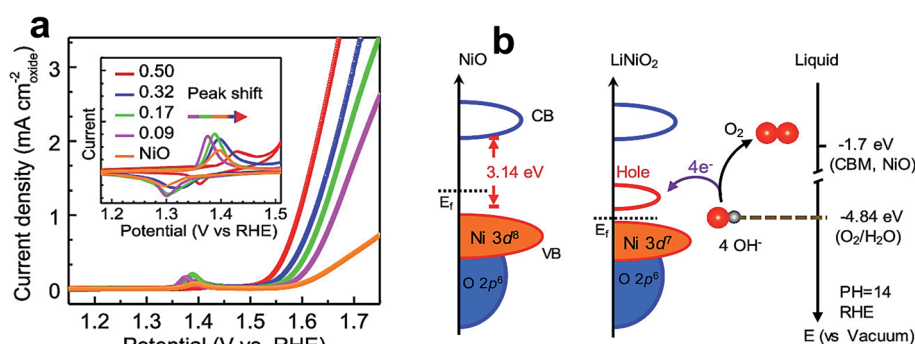 a
Current density (mA cm⁻²oxide)
3
2
1
0
1.2
1.3
1.4
1.5
1.6
1.7
Potential (V vs. RHE)
0.50
0.32
0.17
0.09
NiO
Peak shift
Current
1.2
1.3
1.4
1.5
Potential (V vs RHE)
b
NiO
CB
3.14 eV
Ef
Ni 3d⁸
VB
O 2p⁶
LiNiO₂
Hole
4e⁻
O₂
Ef
Ni 3d⁷
4 OH⁻
O 2p⁶
Liquid
-1.7 eV
(CBM, NiO)
-4.84 eV
(O₂/H₂O)
PH=14
RHE
E (vs Vacuum)